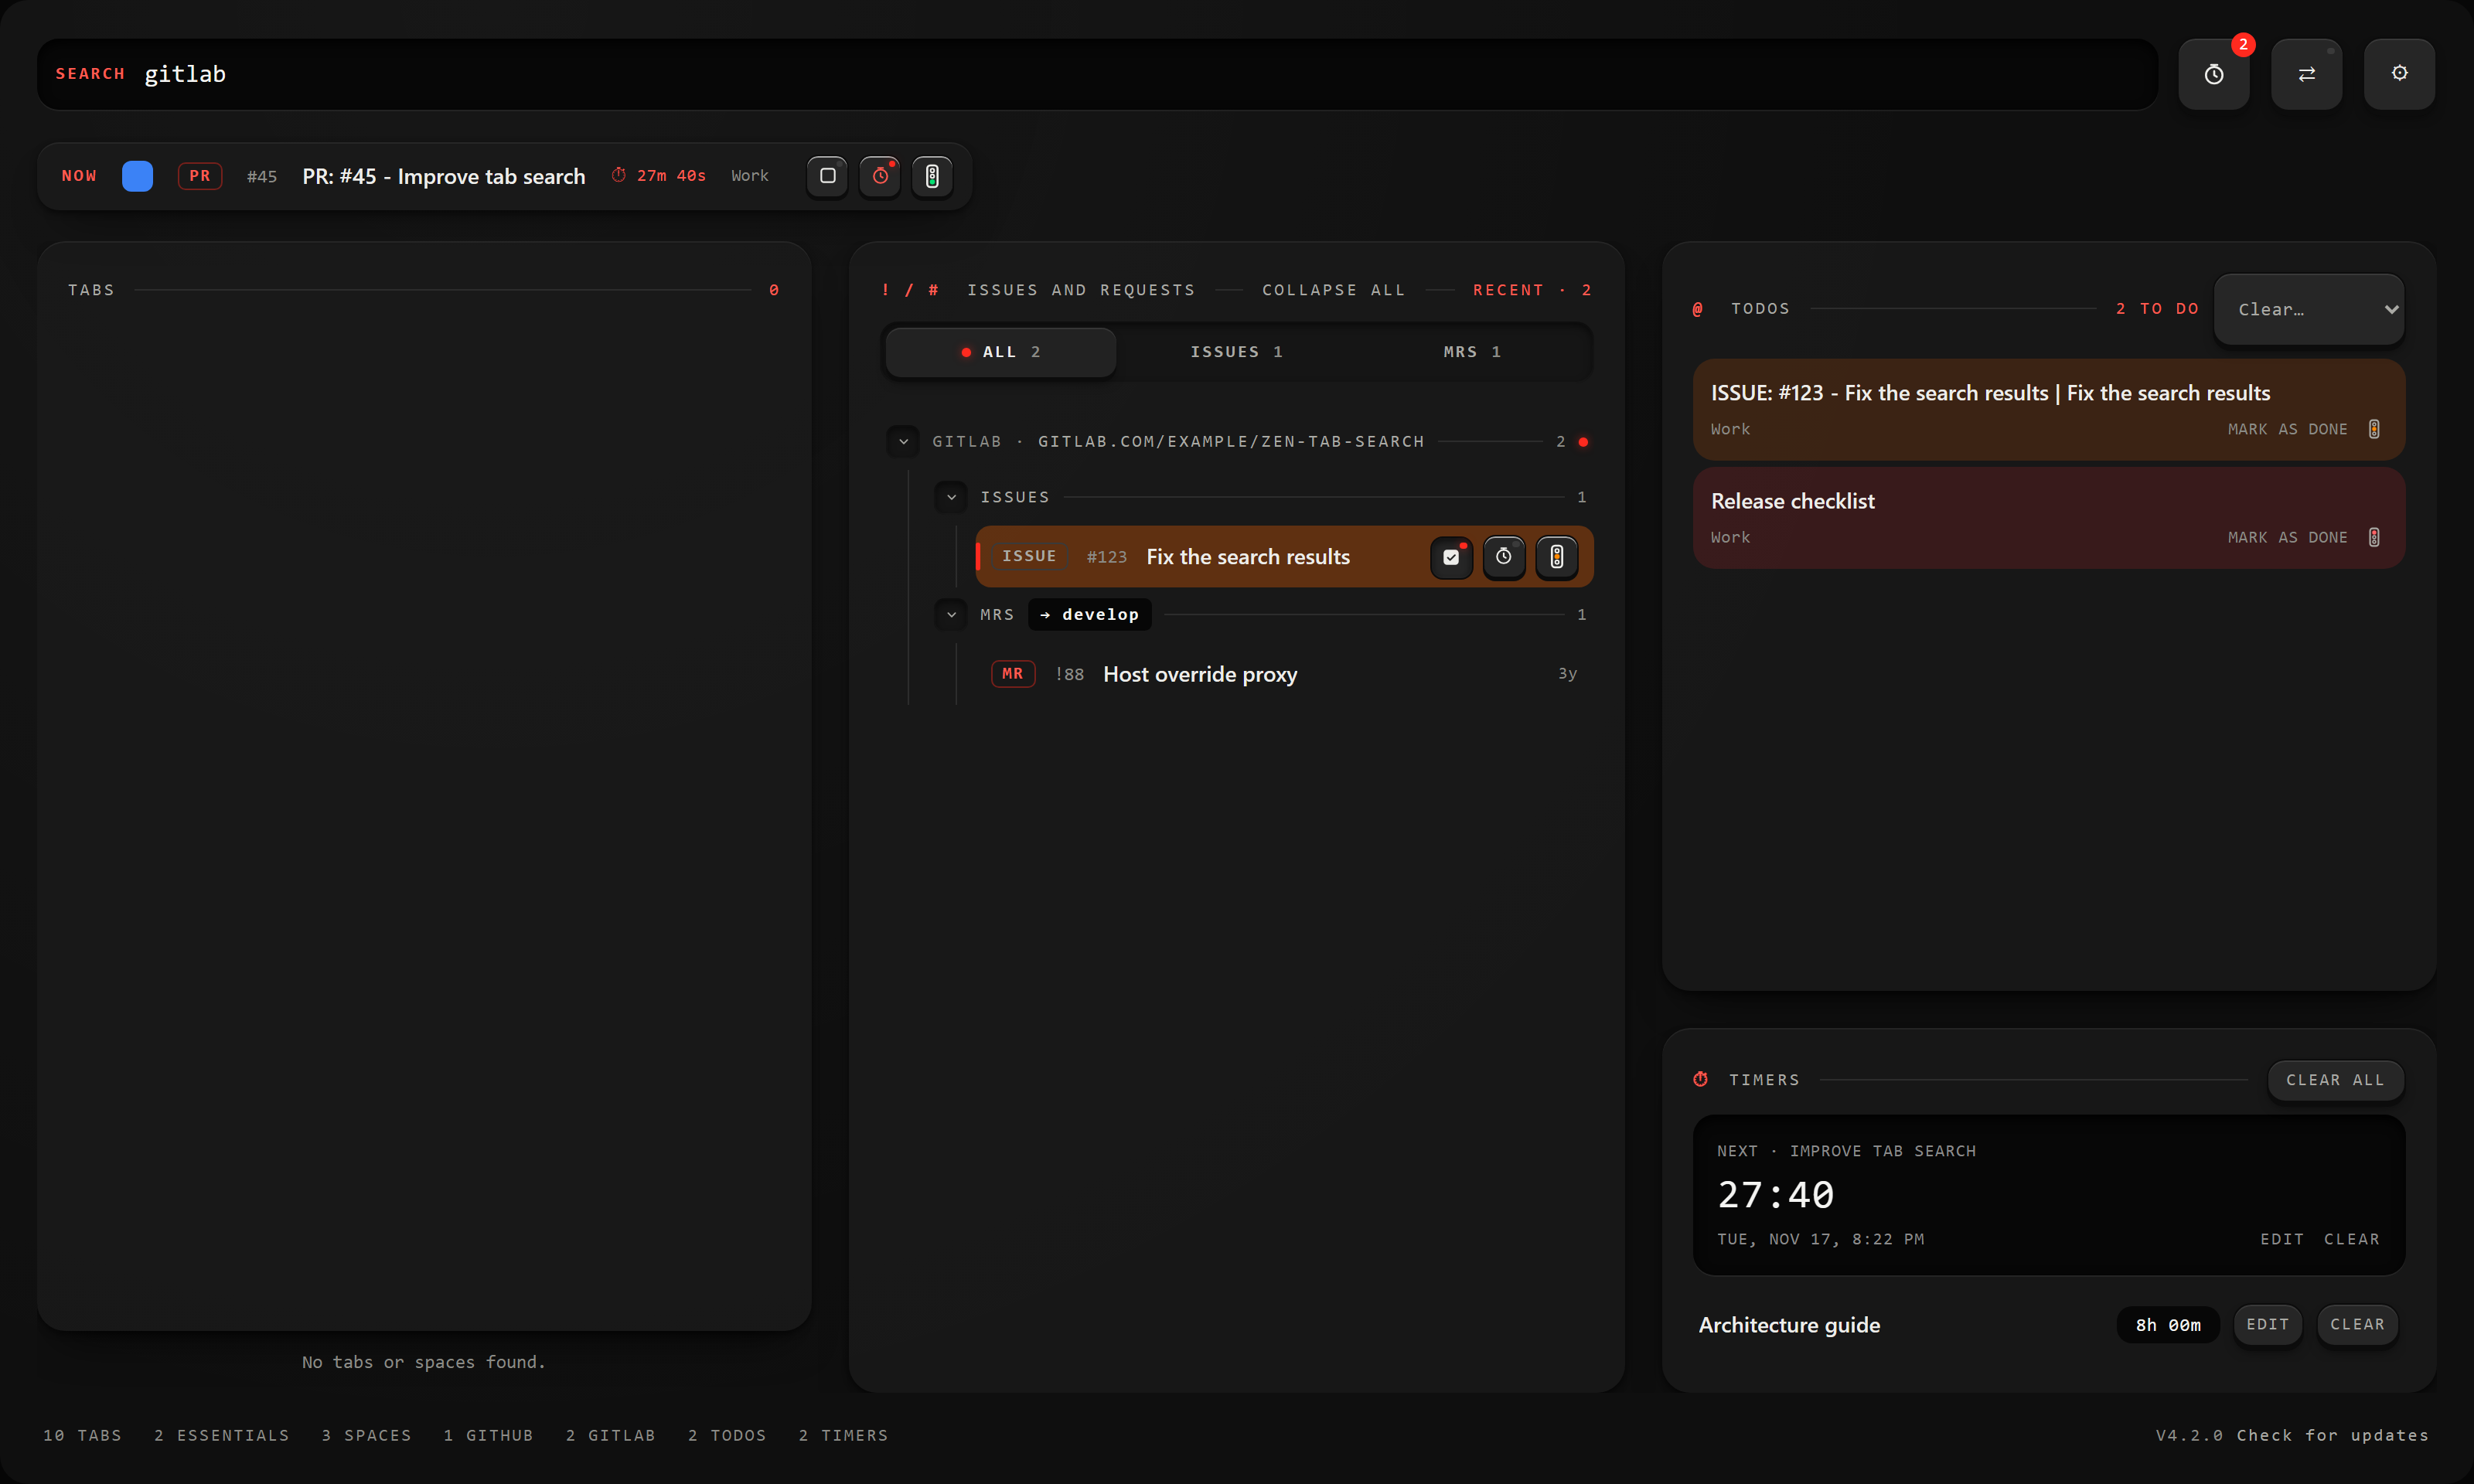 SEARCH gitlab
2
NOW PR #45 PR: #45 - Improve tab search 27m 40s Work
TABS 0
No tabs or spaces found.
! / # ISSUES AND REQUESTS COLLAPSE ALL RECENT · 2
ALL 2 ISSUES 1 MRS 1
GITLAB · GITLAB.COM/EXAMPLE/ZEN-TAB-SEARCH 2
ISSUES 1
ISSUE #123 Fix the search results
MRS → develop 1
MR !88 Host override proxy 3y
@ TODOS 2 TO DO Clear…
ISSUE: #123 - Fix the search results | Fix the search results
Work MARK AS DONE
Release checklist
Work MARK AS DONE
TIMERS CLEAR ALL
NEXT · IMPROVE TAB SEARCH
27:40
TUE, NOV 17, 8:22 PM EDIT CLEAR
Architecture guide 8h 00m EDIT CLEAR
10 TABS 2 ESSENTIALS 3 SPACES 1 GITHUB 2 GITLAB 2 TODOS 2 TIMERS V4.2.0 Check for updates